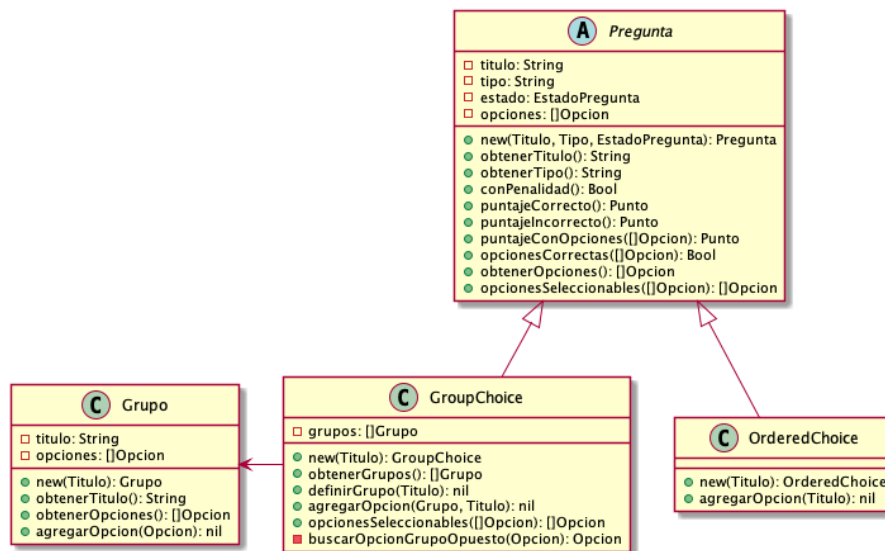 A Pregunta
titulo: String
tipo: String
estado: EstadoPregunta
opciones: []Opcion
new(Titulo, Tipo, EstadoPregunta): Pregunta
obtenerTitulo(): String
obtenerTipo(): String
conPenalidad(): Bool
puntajeCorrecto(): Punto
puntajeIncorrecto(): Punto
puntajeConOpciones([]Opcion): Punto
opcionesCorrectas([]Opcion): Bool
obtenerOpciones(): []Opcion
opcionesSeleccionables([]Opcion): []Opcion
C Grupo
titulo: String
opciones: []Opcion
new(Titulo): Grupo
obtenerTitulo(): String
obtenerOpciones(): []Opcion
agregarOpcion(Opcion): nil
C GroupChoice
grupos: []Grupo
new(Titulo): GroupChoice
obtenerGrupos(): []Grupo
definirGrupo(Titulo): nil
agregarOpcion(Grupo, Titulo): nil
opcionesSeleccionables([]Opcion): []Opcion
buscarOpcionGrupoOpuesto(Opcion): Opcion
C OrderedChoice
new(Titulo): OrderedChoice
agregarOpcion(Titulo): nil